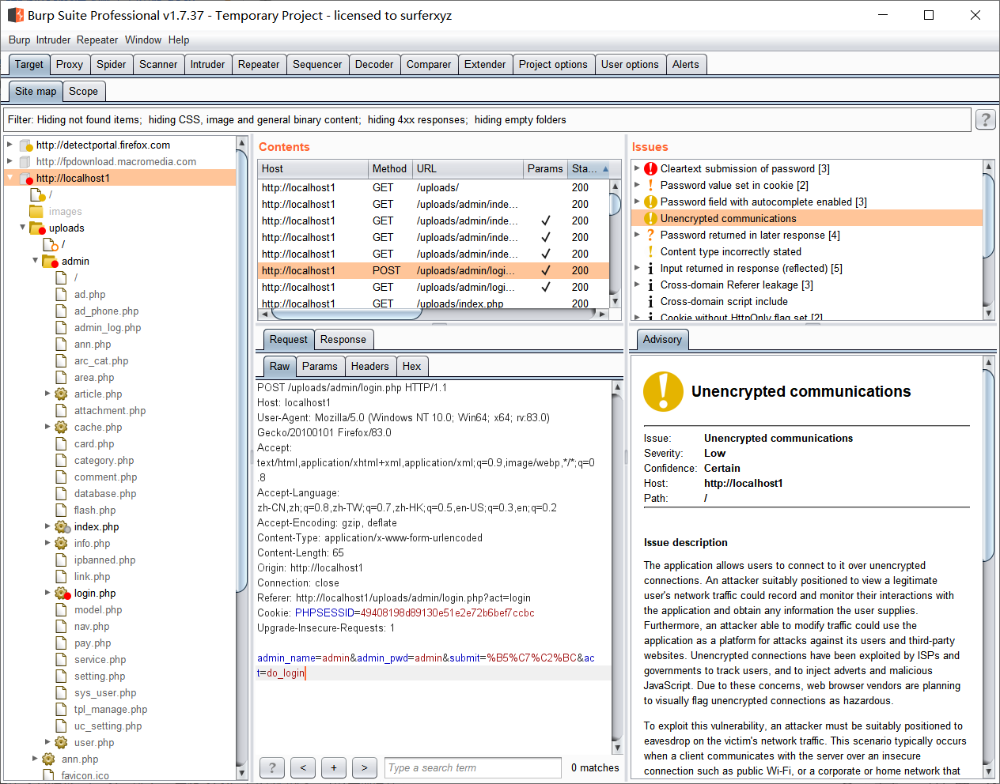 Burp Suite Professional v1.7.37 - Temporary Project - licensed to surferxyz
Burp Intruder Repeater Window Help
Target Proxy Spider Scanner Intruder Repeater Sequencer Decoder Comparer Extender Project options User options Alerts
Site map Scope
Filter: Hiding not found items; hiding CSS, image and general binary content; hiding 4xx responses; hiding empty folders
?
http://detectportal.firefox.com
http://fpdownload.macromedia.com
http://localhost1
/
images
uploads
/
admin
/
ad.php
ad_phone.php
admin_log.php
ann.php
arc_cat.php
area.php
article.php
attachment.php
cache.php
card.php
category.php
comment.php
database.php
flash.php
index.php
info.php
ipbanned.php
link.php
login.php
model.php
nav.php
pay.php
service.php
setting.php
sys_user.php
tpl_manage.php
uc_setting.php
user.php
ann.php
favicon.ico
Contents
Host Method URL Params Sta...
http://localhost1 GET /uploads/ 200
http://localhost1 GET /uploads/admin/inde... 200
http://localhost1 GET /uploads/admin/inde... ✓ 200
http://localhost1 GET /uploads/admin/inde... ✓ 200
http://localhost1 GET /uploads/admin/inde... ✓ 200
http://localhost1 POST /uploads/admin/logi... ✓ 200
http://localhost1 GET /uploads/admin/logi... ✓ 200
http://localhost1 GET /uploads/index.php 200
Request Response
Raw Params Headers Hex
POST /uploads/admin/login.php HTTP/1.1
Host: localhost1
User-Agent: Mozilla/5.0 (Windows NT 10.0; Win64; x64; rv:83.0)
Gecko/20100101 Firefox/83.0
Accept:
text/html,application/xhtml+xml,application/xml;q=0.9,image/webp,*/*;q=0
.8
Accept-Language:
zh-CN,zh;q=0.8,zh-TW;q=0.7,zh-HK;q=0.5,en-US;q=0.3,en;q=0.2
Accept-Encoding: gzip, deflate
Content-Type: application/x-www-form-urlencoded
Content-Length: 65
Origin: http://localhost1
Connection: close
Referer: http://localhost1/uploads/admin/login.php?act=login
Cookie: PHPSESSID=49408198d89130e51e2e72b6bef7ccbc
Upgrade-Insecure-Requests: 1
admin_name=admin&admin_pwd=admin&submit=%B5%C7%C2%BC&ac
t=do_login
? < + > Type a search term 0 matches
Issues
Cleartext submission of password [3]
Password value set in cookie [2]
Password field with autocomplete enabled [3]
Unencrypted communications
Password returned in later response [4]
Content type incorrectly stated
Input returned in response (reflected) [5]
Cross-domain Referer leakage [3]
Cross-domain script include
Cookie without HttpOnly flag set [2]
Advisory
Unencrypted communications
Issue: Unencrypted communications
Severity: Low
Confidence: Certain
Host: http://localhost1
Path: /
Issue description
The application allows users to connect to it over unencrypted
connections. An attacker suitably positioned to view a legitimate
user's network traffic could record and monitor their interactions with
the application and obtain any information the user supplies.
Furthermore, an attacker able to modify traffic could use the
application as a platform for attacks against its users and third-party
websites. Unencrypted connections have been exploited by ISPs and
governments to track users, and to inject adverts and malicious
JavaScript. Due to these concerns, web browser vendors are planning
to visually flag unencrypted connections as hazardous.
To exploit this vulnerability, an attacker must be suitably positioned to
eavesdrop on the victim's network traffic. This scenario typically occurs
when a client communicates with the server over an insecure
connection such as public Wi-Fi, or a corporate or home network that